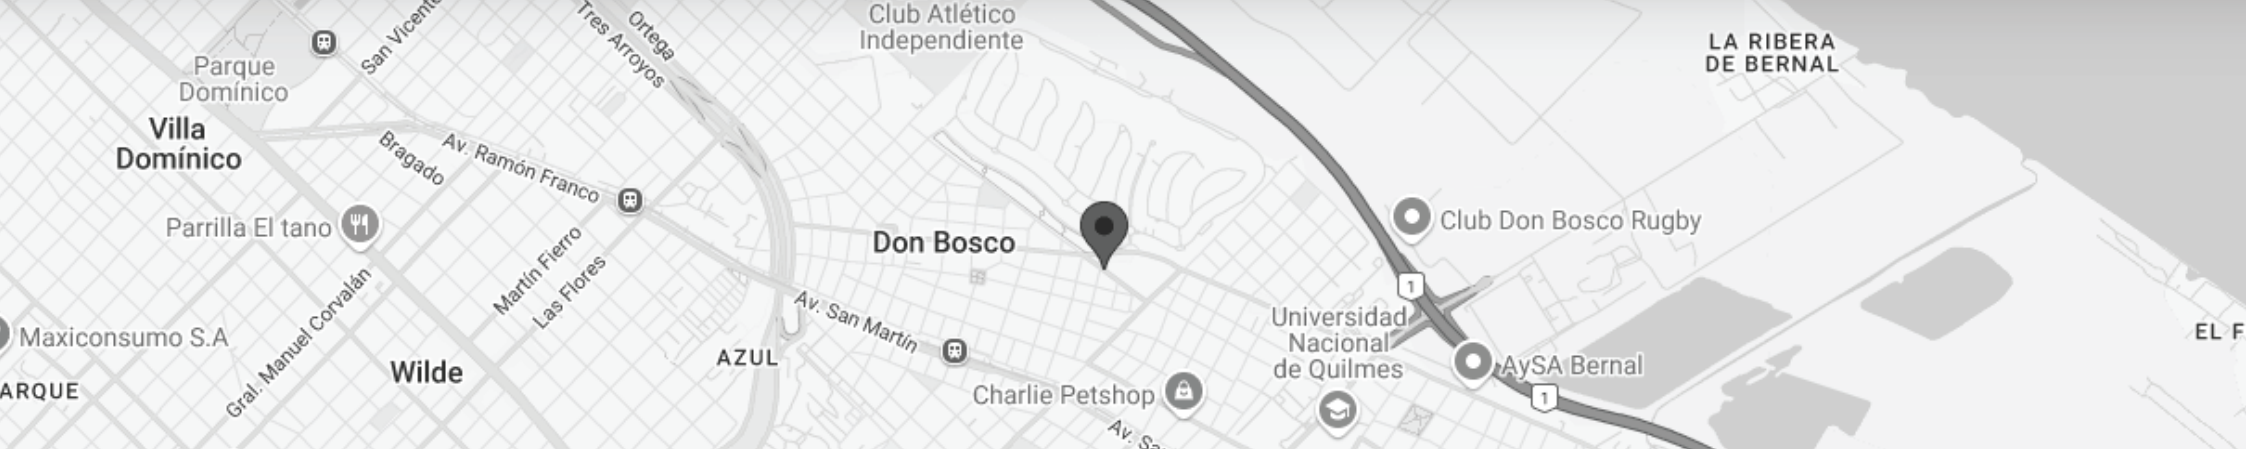 Club Atlético
Independiente
LA RIBERA
DE BERNAL
San Vicente
Ortega
Tres Arroyos
Parque
Domínico
Villa
Domínico
Bragado
Av. Ramón Franco
Parrilla El tano
Martín Fierro
Las Flores
Don Bosco
Club Don Bosco Rugby
1
Gral. Manuel Corvalán
Av. San Martín
Universidad
Nacional
de Quilmes
Maxiconsumo S.A
Wilde
AZUL
AySA Bernal
EL F
ARQUE
Charlie Petshop
1
Av. Sa